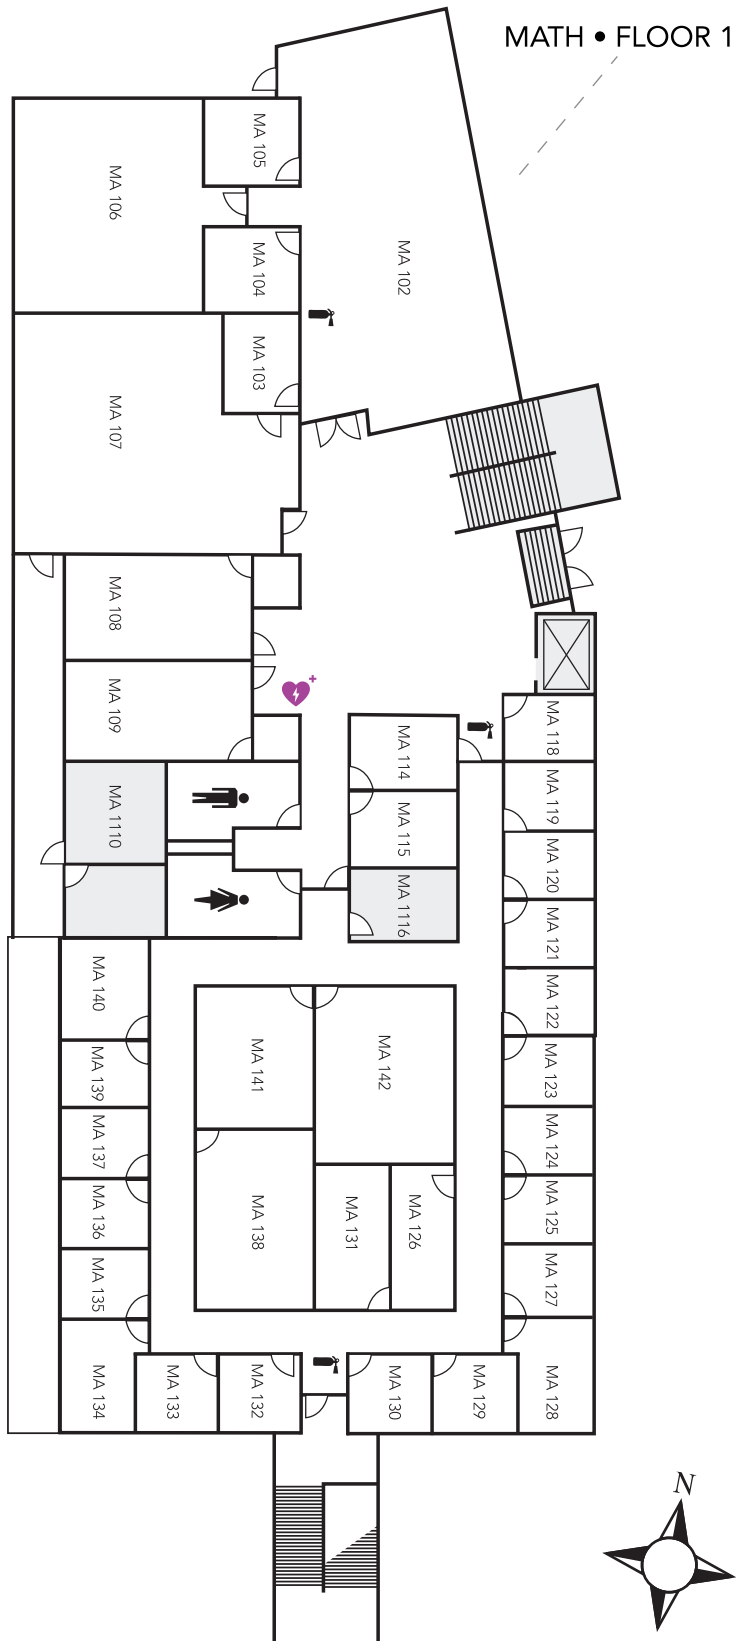 MATH • FLOOR 1
MA 105
MA 106
MA 102
MA 104
MA 103
MA 107
MA 108
MA 109
MA 118
MA 114
MA 119
MA 1110
MA 115
MA 120
MA 1116
MA 121
MA 140
MA 122
MA 141
MA 142
MA 139
MA 123
MA 137
MA 124
MA 136
MA 138
MA 131
MA 126
MA 125
MA 135
MA 127
MA 134
MA 133
MA 132
MA 130
MA 129
MA 128
N